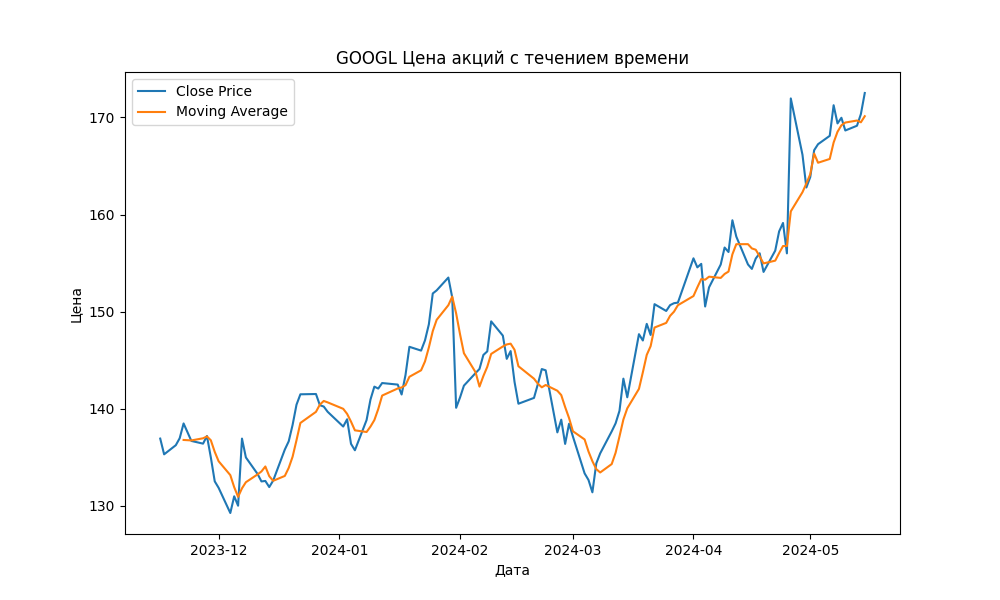 GOOGL Цена акций с течением времени
Close Price
Moving Average
170
160
150
140
130
Цена
2023-12
2024-01
2024-02
2024-03
2024-04
2024-05
Дата